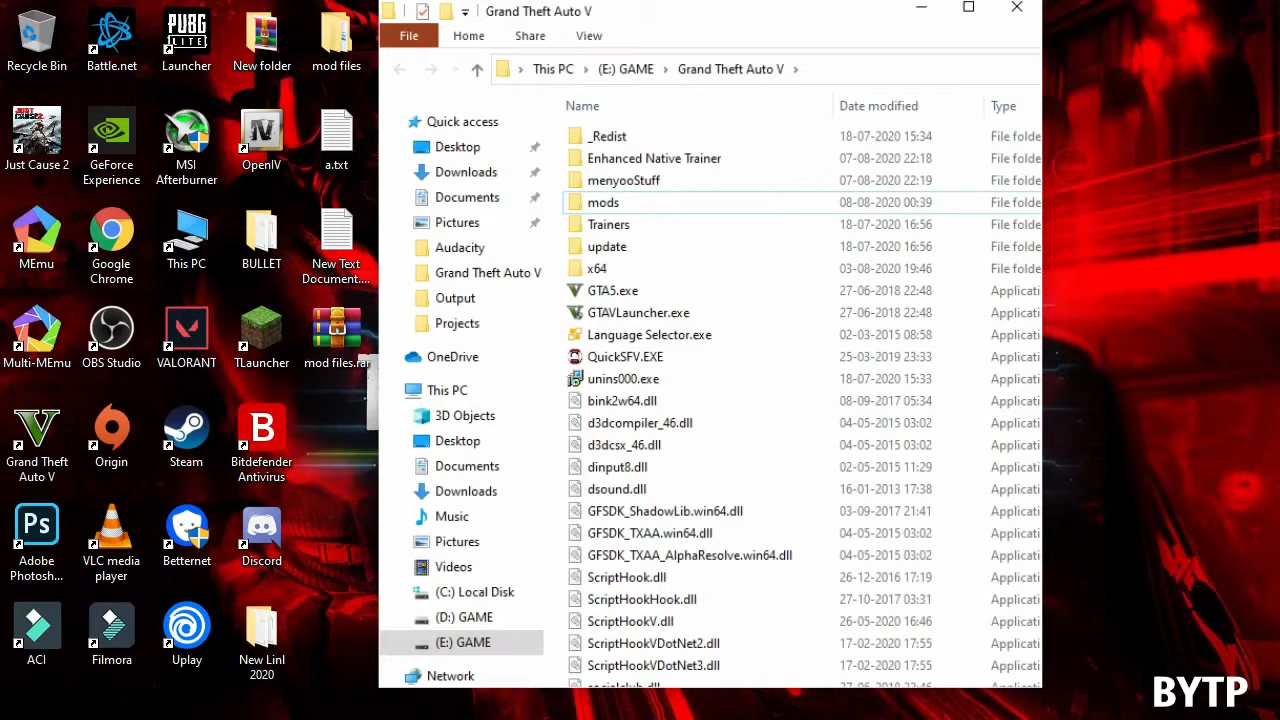 Recycle Bin
Battle.net
PUBG
LITE
Launcher
New folder
mod files
Just Cause 2
GeForce
Experience
MSI
Afterburner
OpenIV
a.txt
MEmu
Google
Chrome
This PC
BULLET
New Text
Document....
Multi-MEmu
OBS Studio
VALORANT
TLauncher
mod files.rar
Grand Theft
Auto V
Origin
Steam
B
Bitdefender
Antivirus
Ps
Adobe
Photosh...
VLC media
player
Betternet
Discord
ACI
Filmora
Uplay
New Linl
2020
Grand Theft Auto V
File Home Share View
This PC > (E:) GAME > Grand Theft Auto V >
Quick access
Desktop
Downloads
Documents
Pictures
Audacity
Grand Theft Auto V
Output
Projects
OneDrive
This PC
3D Objects
Desktop
Documents
Downloads
Music
Pictures
Videos
(C:) Local Disk
(D:) GAME
(E:) GAME
Network
Name Date modified Type
_Redist 18-07-2020 15:34 File folde
Enhanced Native Trainer 07-08-2020 22:18 File folde
menyooStuff 07-08-2020 22:19 File folde
mods 08-08-2020 00:39 File folde
Trainers 18-07-2020 16:56 File folde
update 18-07-2020 16:56 File folde
x64 03-08-2020 19:46 File folde
GTA5.exe 27-06-2018 22:48 Applicati
GTAVLauncher.exe 27-06-2018 22:48 Applicati
Language Selector.exe 02-03-2015 08:58 Applicati
QuickSFV.EXE 12-03-2019 23:33 Applicati
unins000.exe 18-07-2020 15:33 Applicati
bink2w64.dll 08-09-2017 05:34 Applicati
d3dcompiler_46.dll 04-05-2015 03:02 Applicati
d3dcsx_46.dll 04-05-2015 03:02 Applicati
dinput8.dll 02-05-2015 11:29 Applicati
dsound.dll 16-01-2013 17:38 Applicati
GFSDK_ShadowLib.win64.dll 03-09-2017 21:41 Applicati
GFSDK_TXAA.win64.dll 04-05-2015 03:02 Applicati
GFSDK_TXAA_AlphaResolve.win64.dll 04-05-2015 03:02 Applicati
ScriptHook.dll 26-12-2016 17:19 Applicati
ScriptHookHook.dll 27-10-2017 03:31 Applicati
ScriptHookV.dll 26-05-2020 16:46 Applicati
ScriptHookVDotNet2.dll 17-02-2020 17:55 Applicati
ScriptHookVDotNet3.dll 17-02-2020 17:55 Applicati
BYTP